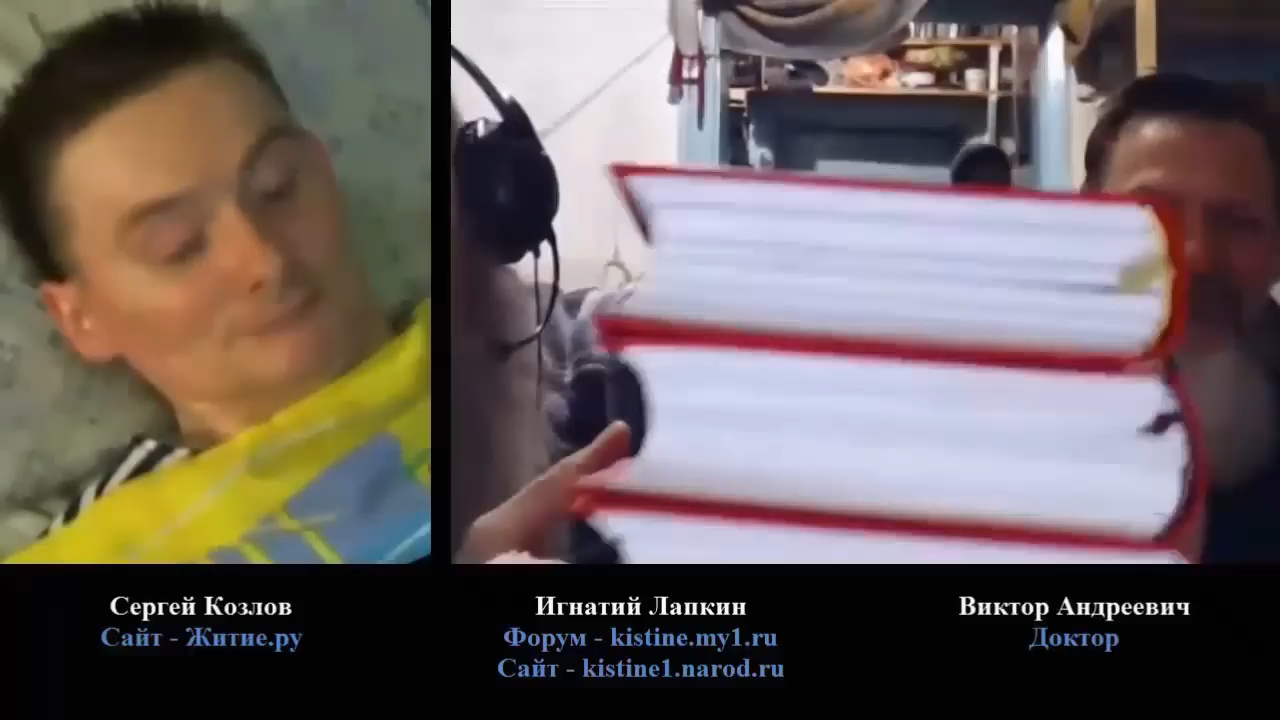 Сергей Козлов
Сайт - Житие.ру
Игнатий Лапкин
Форум - kistine.my1.ru
Сайт - kistine1.narod.ru
Виктор Андреевич
Доктор